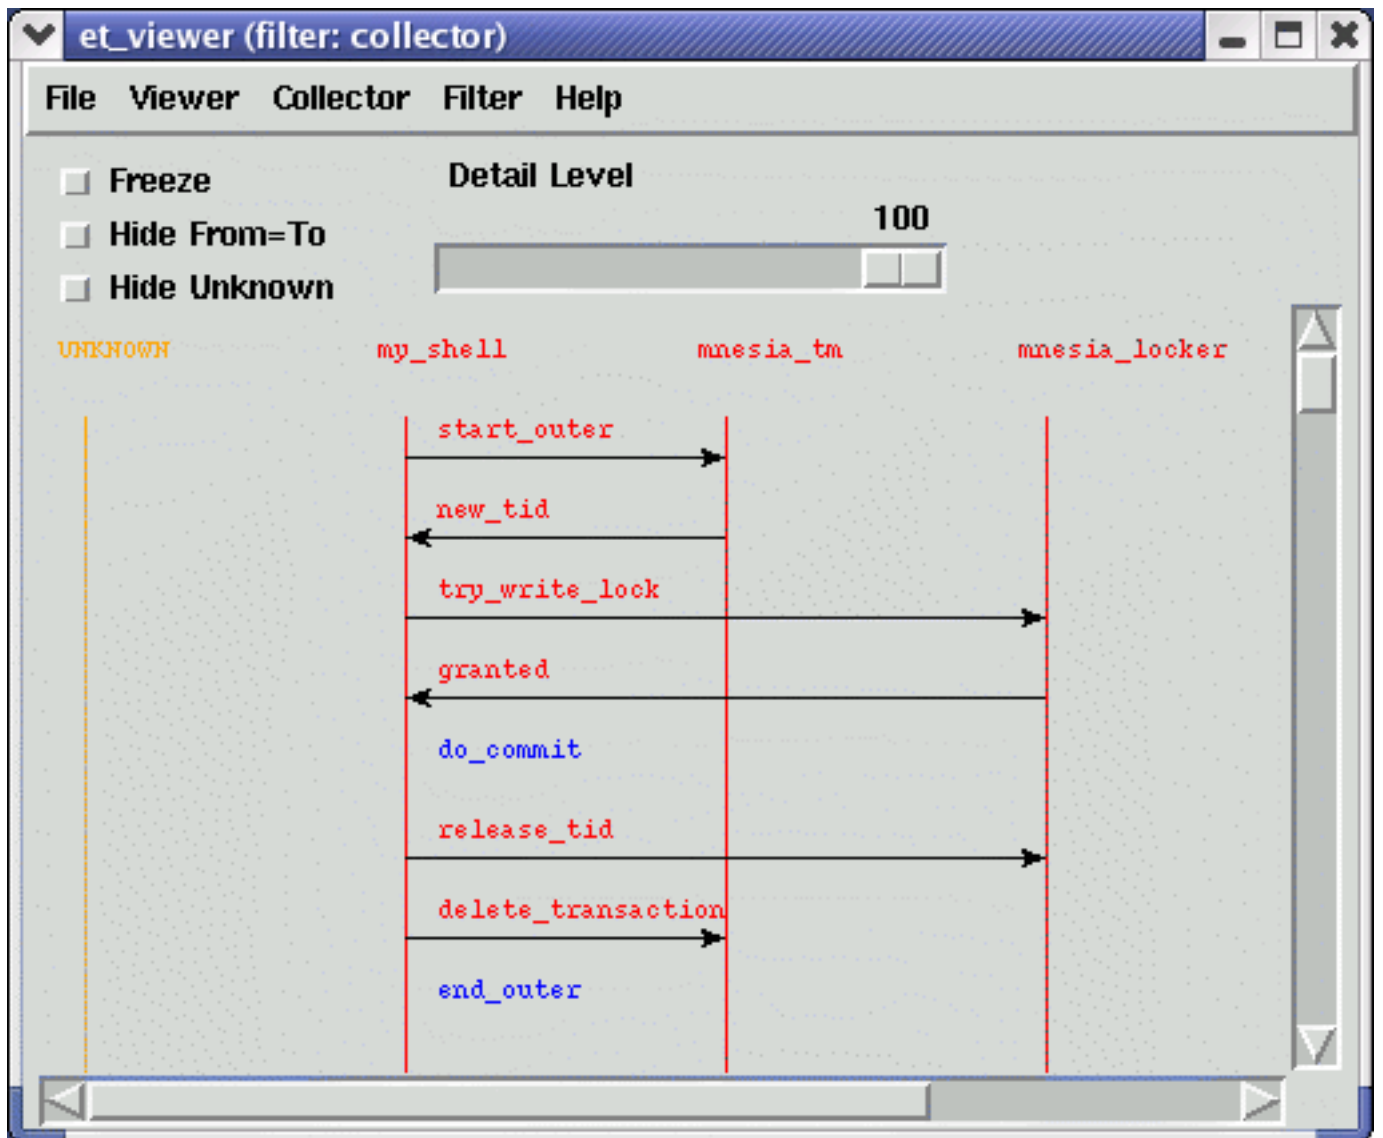 et_viewer (filter: collector)
File Viewer Collector Filter Help
Freeze
Detail Level
Hide From=To
100
Hide Unknown
UNKNOWN my_shell mnesia_tm mnesia_locker
start_outer
new_tid
try_write_lock
granted
do_commit
release_tid
delete_transaction
end_outer